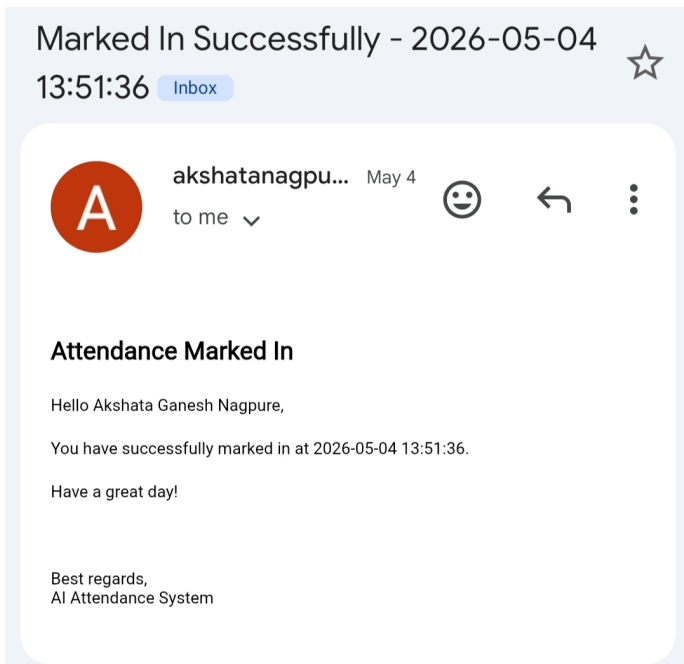 Marked In Successfully - 2026-05-04
13:51:36 Inbox
A
akshatanagpu... May 4
to me
Attendance Marked In
Hello Akshata Ganesh Nagpure,
You have successfully marked in at 2026-05-04 13:51:36.
Have a great day!
Best regards,
AI Attendance System